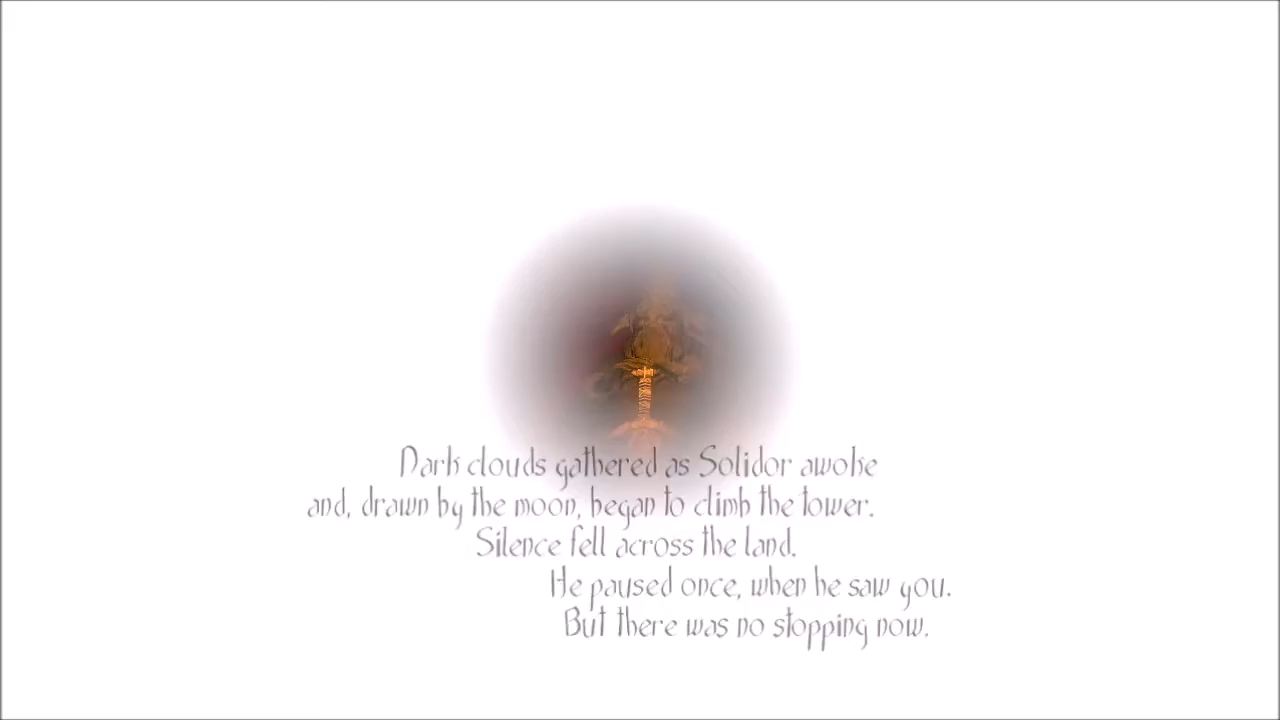 Dark clouds gathered as Solidor awoke
and, drawn by the moon, began to climb the tower.
Silence fell across the land.
He paused once, when he saw you.
But there was no stopping now.